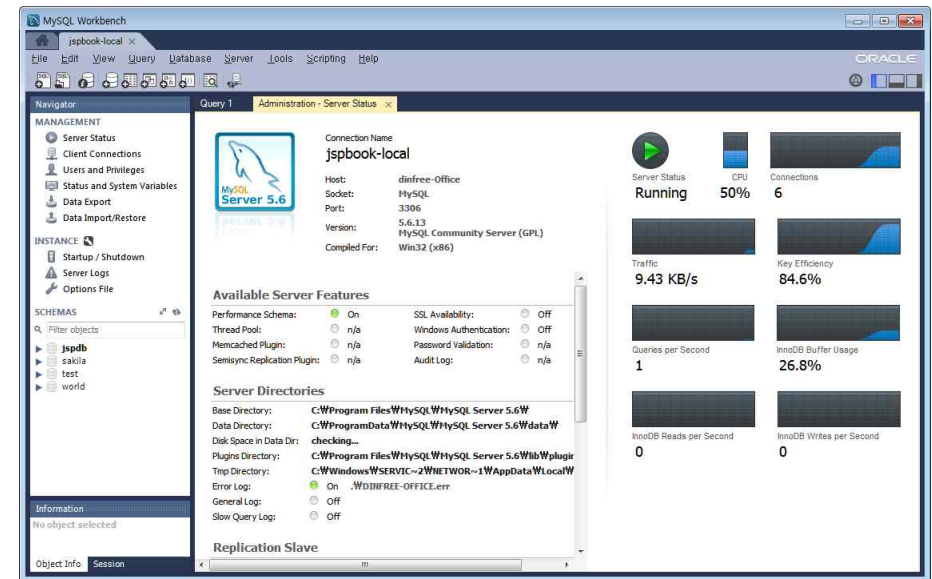 MySQL Workbench
jspbook-local ×
File Edit View Query Database Server Tools Scripting Help
ORACLE
Navigator
MANAGEMENT
Server Status
Client Connections
Users and Privileges
Status and System Variables
Data Export
Data Import/Restore
INSTANCE
Startup / Shutdown
Server Logs
Options File
SCHEMAS
Filter objects
jspdb
sakila
test
world
Information
No object selected
Object Info Session
Query 1 Administration - Server Status ×
MySQL
Server 5.6
Connection Name
jspbook-local
Host: dinfree-Office
Socket: MySQL
Port: 3306
Version: 5.6.13
MySQL Community Server (GPL)
Compiled For: Win32 (x86)
Available Server Features
Performance Schema: On SSL Availability: Off
Thread Pool: n/a Windows Authentication: Off
Memcached Plugin: n/a Password Validation: n/a
Semisync Replication Plugin: n/a Audit Log: n/a
Server Directories
Base Directory: C:₩Program Files₩MySQL₩MySQL Server 5.6₩
Data Directory: C:₩ProgramData₩MySQL₩MySQL Server 5.6₩data₩
Disk Space in Data Dir: checking...
Plugins Directory: C:₩Program Files₩MySQL₩MySQL Server 5.6₩lib₩plugin
Tmp Directory: C:₩Windows₩SERVIC~2₩NETWOR~1₩AppData₩Local₩
Error Log: On .₩DINFREE-OFFICE.err
General Log: Off
Slow Query Log: Off
Replication Slave
Server Status CPU Connections
Running 50% 6
Traffic Key Efficiency
9.43 KB/s 84.6%
Queries per Second InnoDB Buffer Usage
1 26.8%
InnoDB Reads per Second InnoDB Writes per Second
0 0